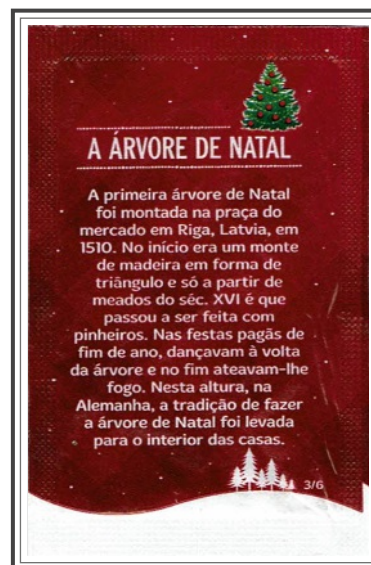 A ÁRVORE DE NATAL
A primeira árvore de Natal
foi montada na praça do
mercado em Riga, Latvia, em
1510. No início era um monte
de madeira em forma de
triângulo e só a partir de
meados do séc. XVI é que
passou a ser feita com
pinheiros. Nas festas pagãs de
fim de ano, dançavam à volta
da árvore e no fim ateavam-lhe
fogo. Nesta altura, na
Alemanha, a tradição de fazer
a árvore de Natal foi levada
para o interior das casas.
3/6